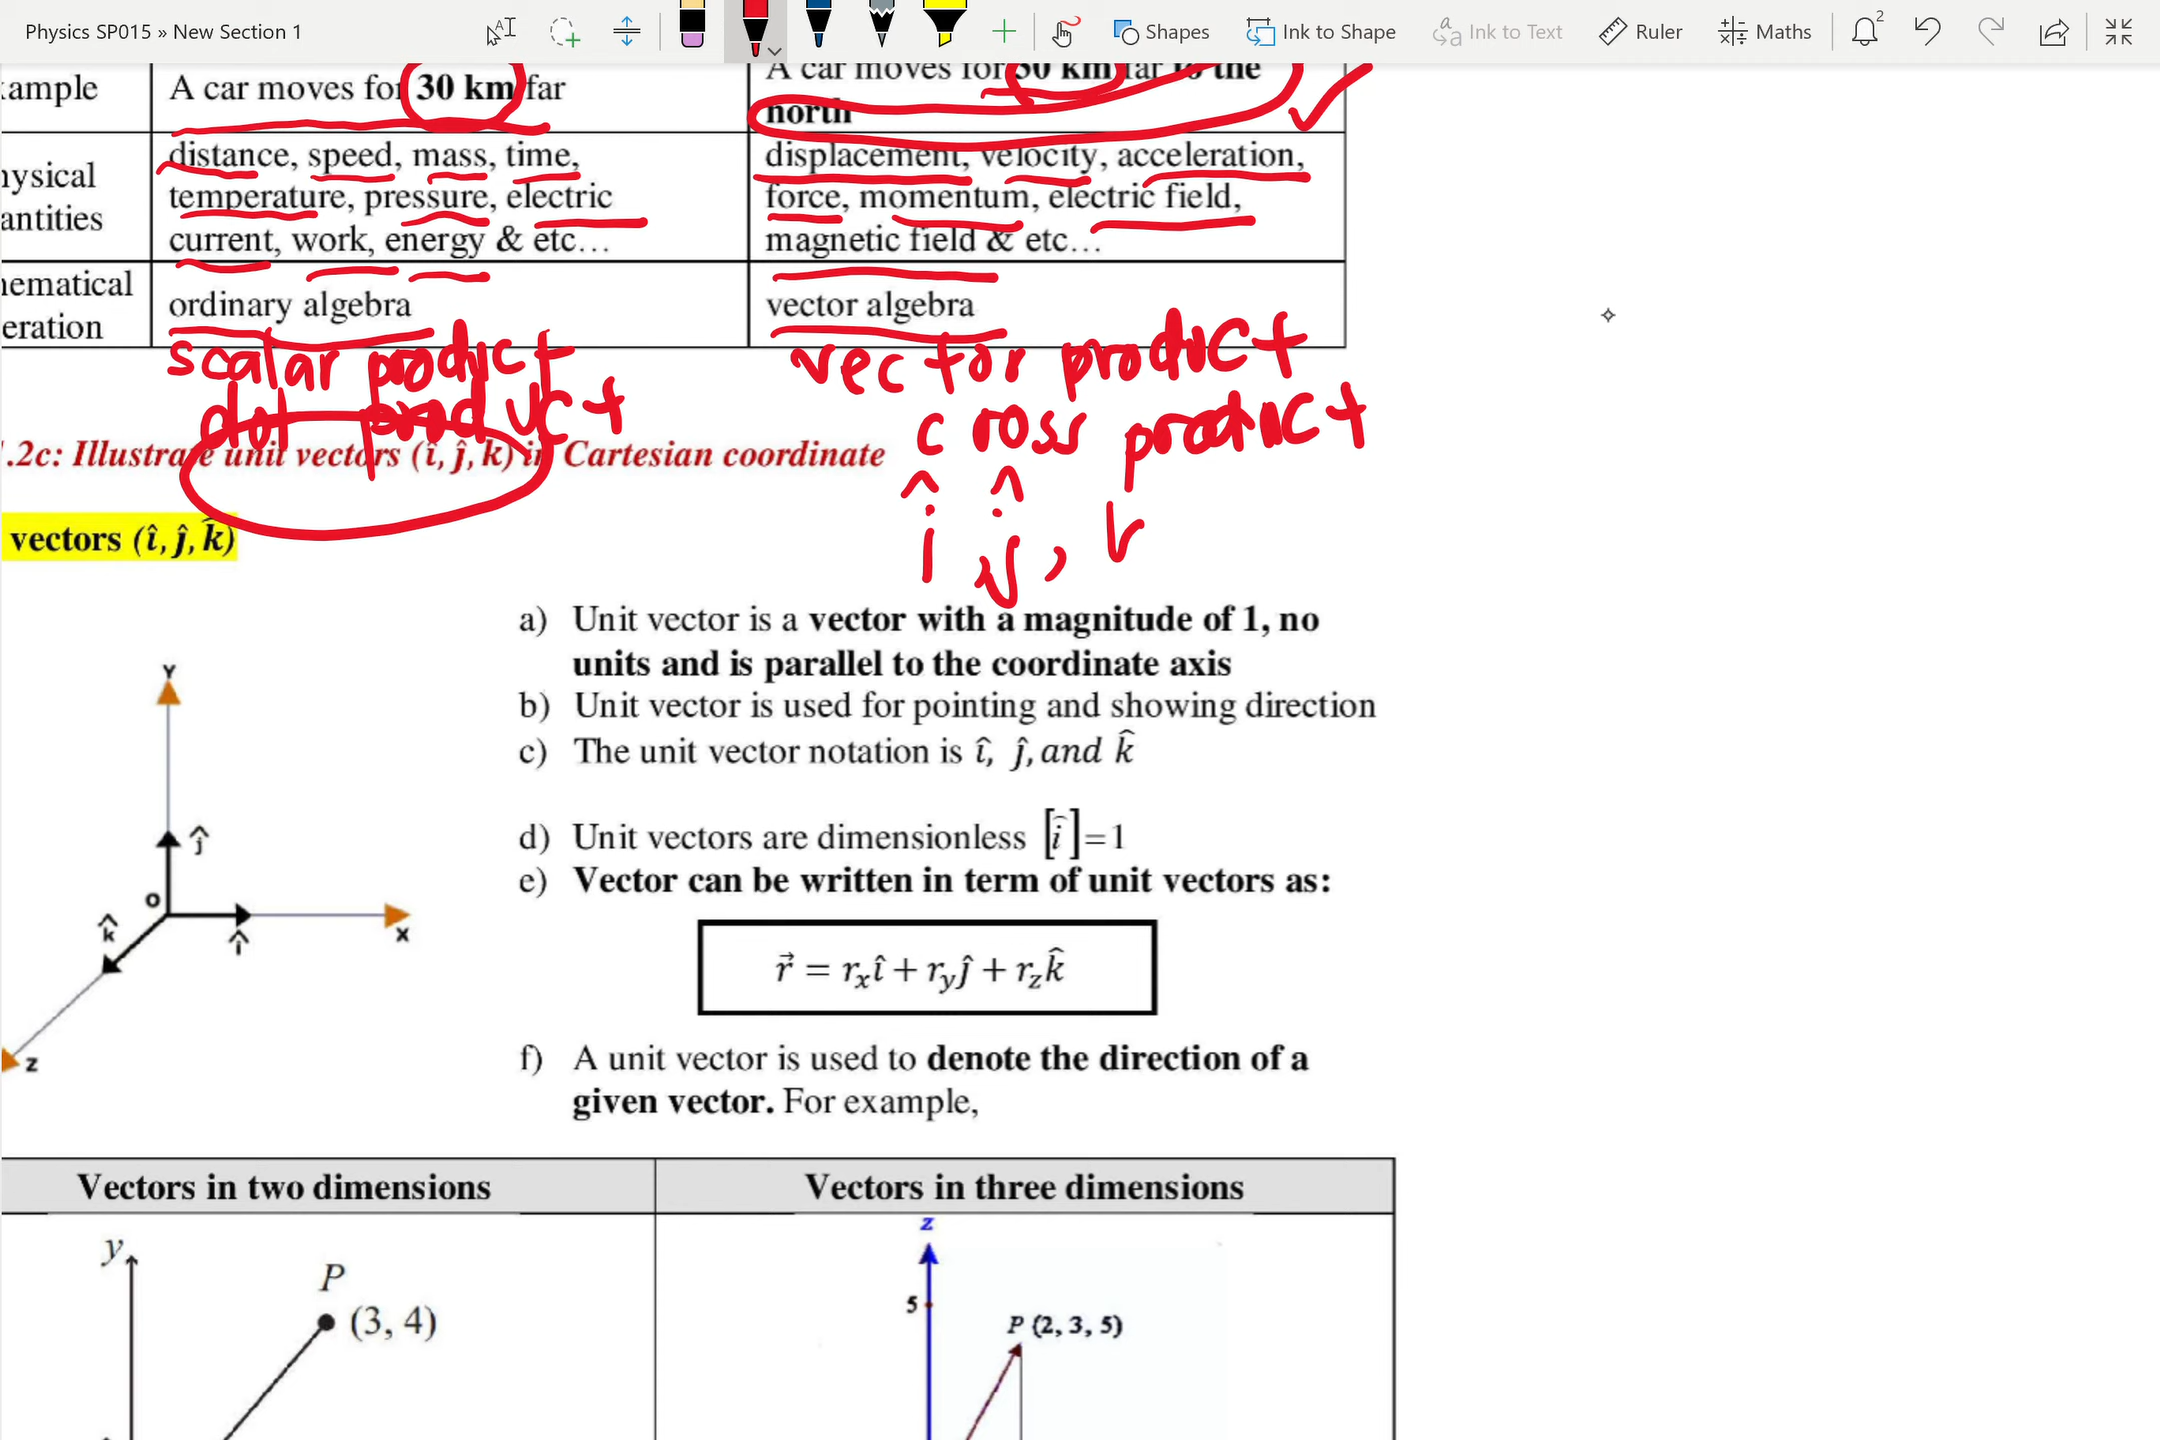 Physics SP015 » New Section 1
Shapes
Ink to Shape
Ink to Text
Ruler
Maths
2
ample
A car moves for 30 km far
A car moves for 30 km far to the
north
ysical
antities
distance, speed, mass, time,
temperature, pressure, electric
current, work, energy & etc...
displacement, velocity, acceleration,
force, momentum, electric field,
magnetic field & etc...
ematical
eration
ordinary algebra
vector algebra
scalar product
dot product
vector product
cross product
.2c: Illustrate unit vectors (î, ĵ, k̂) in Cartesian coordinate
î ĵ, k
vectors (î, ĵ, k̂)
a) Unit vector is a vector with a magnitude of 1, no
units and is parallel to the coordinate axis
b) Unit vector is used for pointing and showing direction
c) The unit vector notation is î, ĵ, and k̂
d) Unit vectors are dimensionless [î]=1
e) Vector can be written in term of unit vectors as:
r⃗ = rₓî + r_yĵ + r_zk̂
f) A unit vector is used to denote the direction of a
given vector. For example,
Y
ĵ
O
k̂
î
X
Z
Vectors in two dimensions
Vectors in three dimensions
y
P
(3, 4)
z
5
P (2, 3, 5)